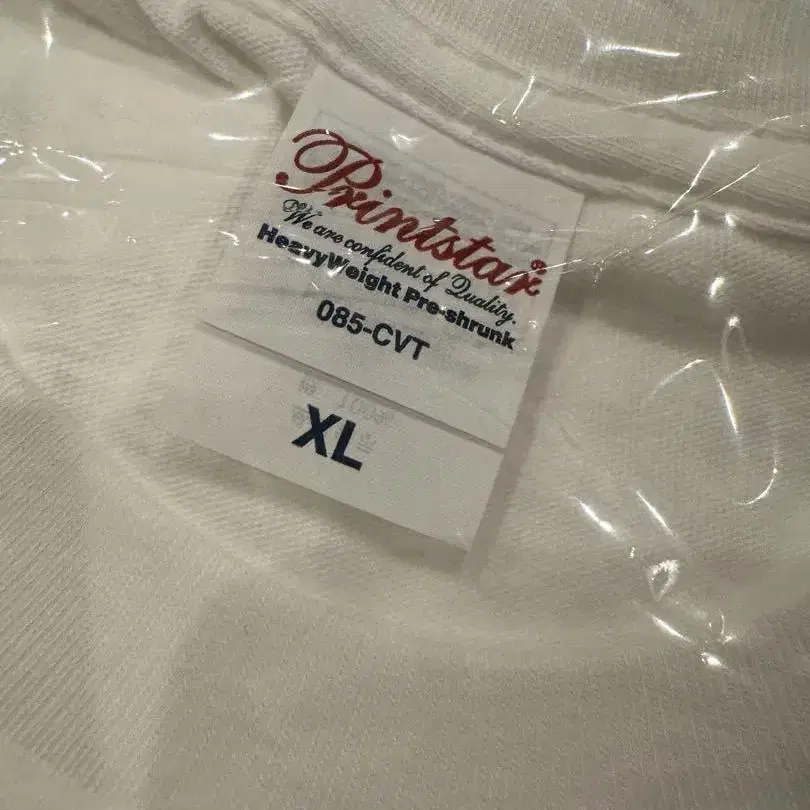 Printstar
We are confident of Quality.
HeavyWeight Pre-shrunk
085-CVT
XL